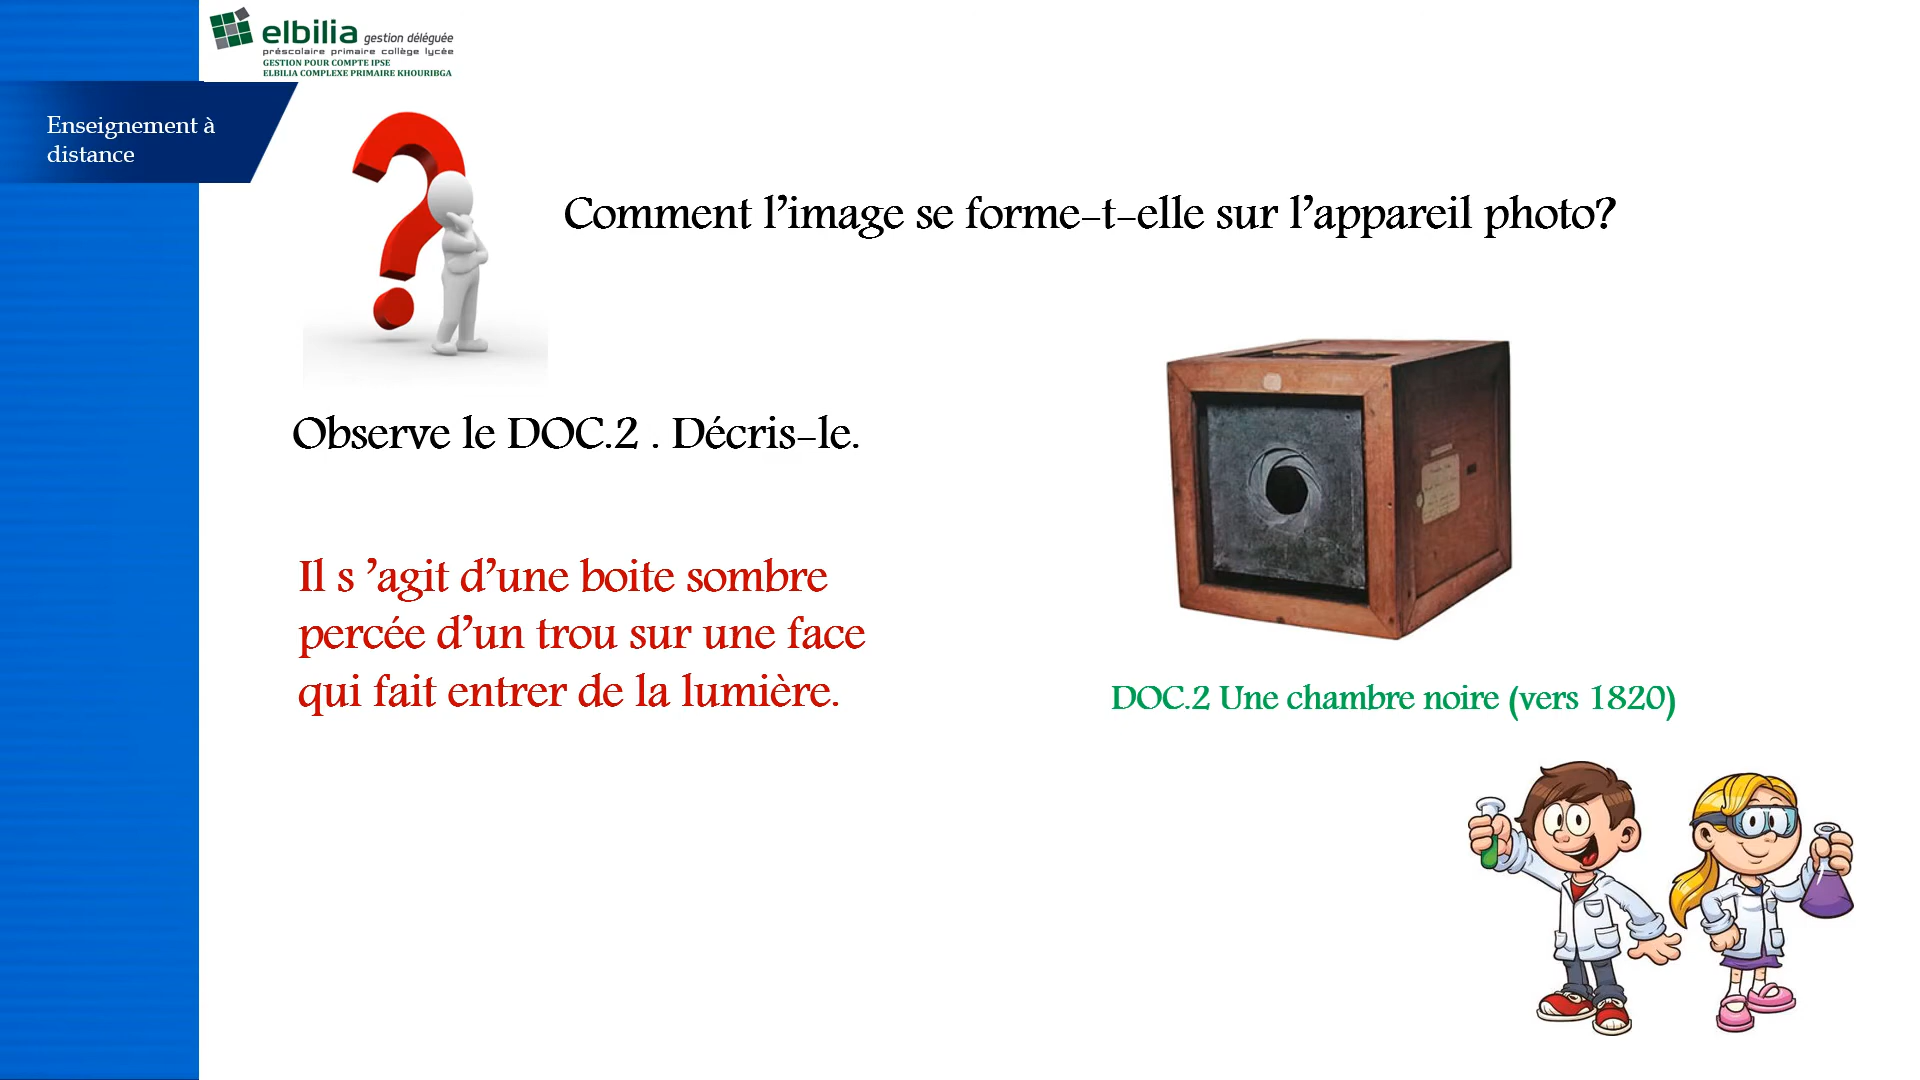 elbilia gestion déléguée
préscolaire primaire collège lycée
GESTION POUR COMPTE IPSE
ELBILIA COMPLEXE PRIMAIRE KHOURIBGA
Enseignement à
distance
Comment l’image se forme-t-elle sur l’appareil photo?
Observe le DOC.2 . Décris-le.
Il s ’agit d’une boite sombre
percée d’un trou sur une face
qui fait entrer de la lumière.
DOC.2 Une chambre noire (vers 1820)